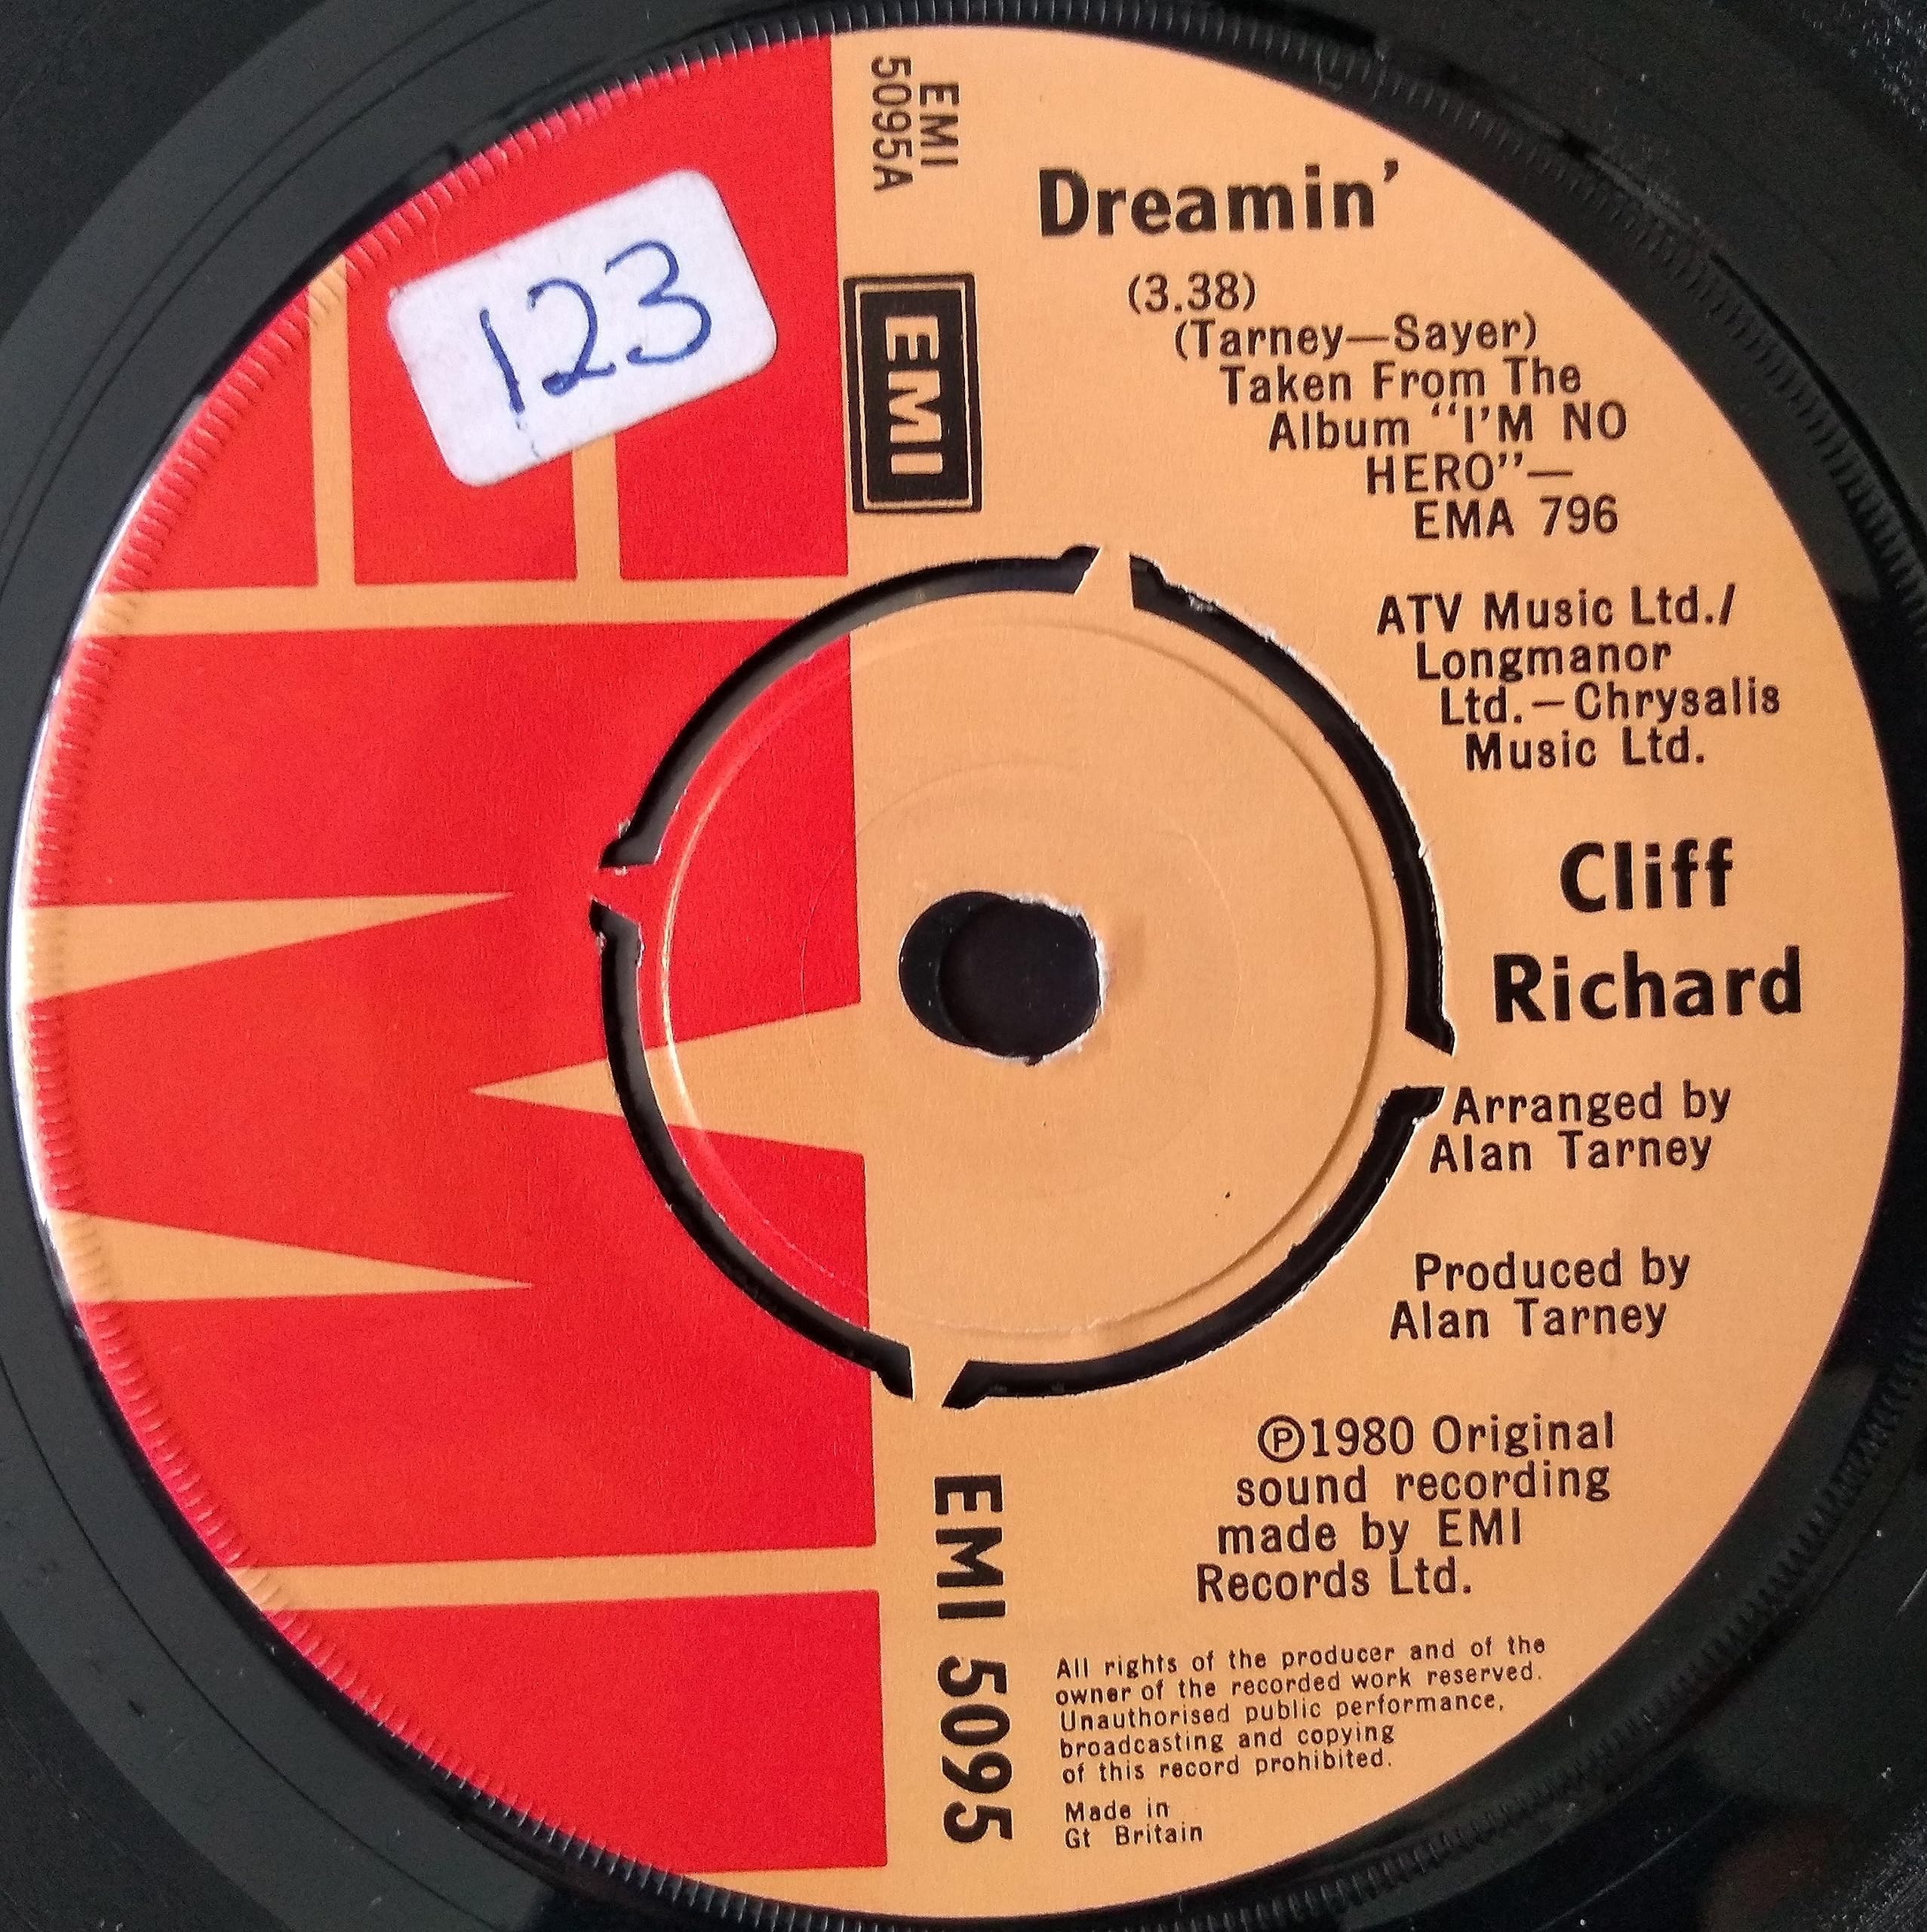 EMI
5095A
123
EMI
Dreamin’
(3.38)
(Tarney—Sayer)
Taken From The
Album “I’M NO
HERO”—
EMA 796
ATV Music Ltd./
Longmanor
Ltd.—Chrysalis
Music Ltd.
Cliff
Richard
Arranged by
Alan Tarney
Produced by
Alan Tarney
Ⓟ1980 Original
sound recording
made by EMI
Records Ltd.
EMI 5095
All rights of the producer and of the
owner of the recorded work reserved.
Unauthorised public performance,
broadcasting and copying
of this record prohibited.
Made in
Gt Britain